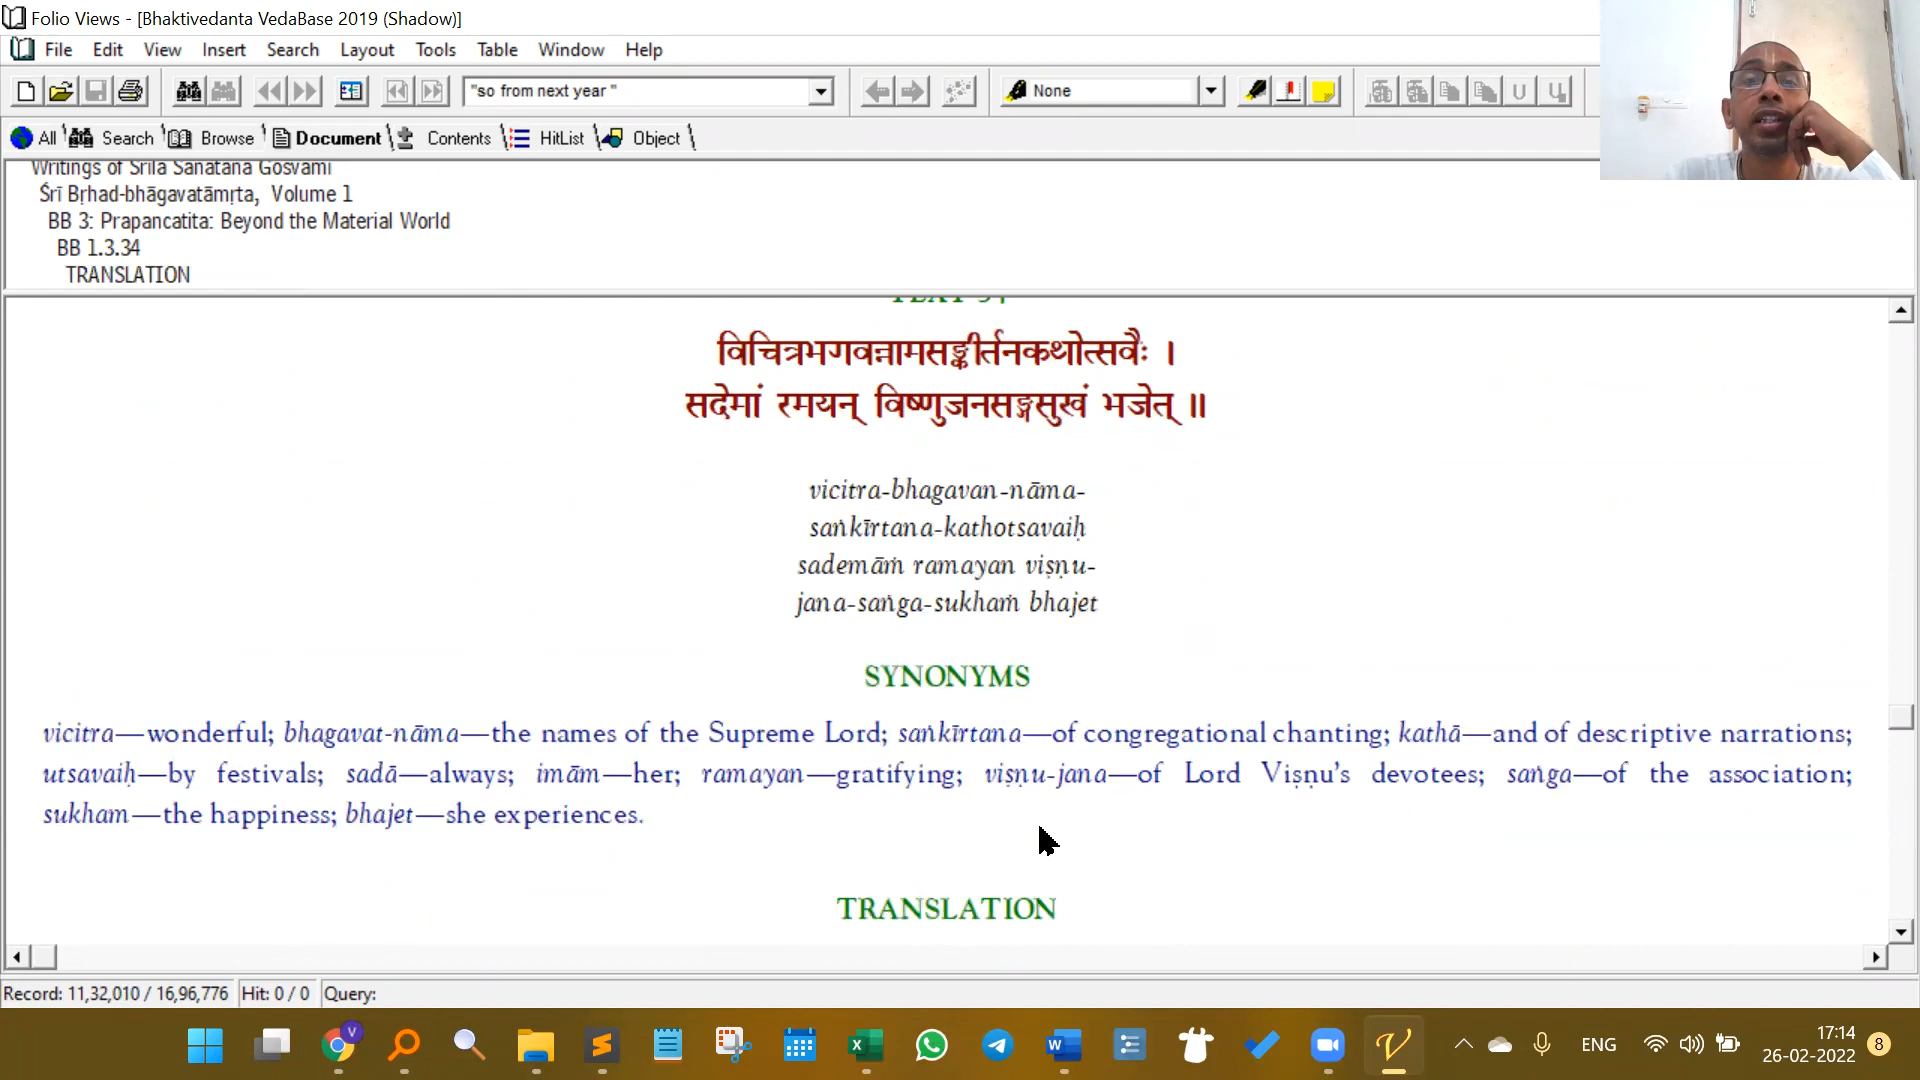 Folio Views - [Bhaktivedanta VedaBase 2019 (Shadow)]
File Edit View Insert Search Layout Tools Table Window Help
"so from next year " None
All Search Browse Document Contents HitList Object
Writings of Srila Sanatana Gosvami
Śrī Bṛhad-bhāgavatāmṛta, Volume 1
BB 3: Prapancatita: Beyond the Material World
BB 1.3.34
TRANSLATION
विचित्रभगवन्नामसङ्कीर्तनकथोत्सवैः ।
सदेमां रमयन् विष्णुजनसङ्गसुखं भजेत् ॥
vicitra-bhagavan-nāma-
saṅkīrtana-kathotsavaiḥ
sademāṁ ramayan viṣṇu-
jana-saṅga-sukhaṁ bhajet
SYNONYMS
vicitra—wonderful; bhagavat-nāma—the names of the Supreme Lord; saṅkīrtana—of congregational chanting; kathā—and of descriptive narrations;
utsavaiḥ—by festivals; sadā—always; imām—her; ramayan—gratifying; viṣṇu-jana—of Lord Viṣṇu's devotees; saṅga—of the association;
sukham—the happiness; bhajet—she experiences.
TRANSLATION
Record: 11,32,010 / 16,96,776 Hit: 0 / 0 Query:
ENG 17:14
26-02-2022 8